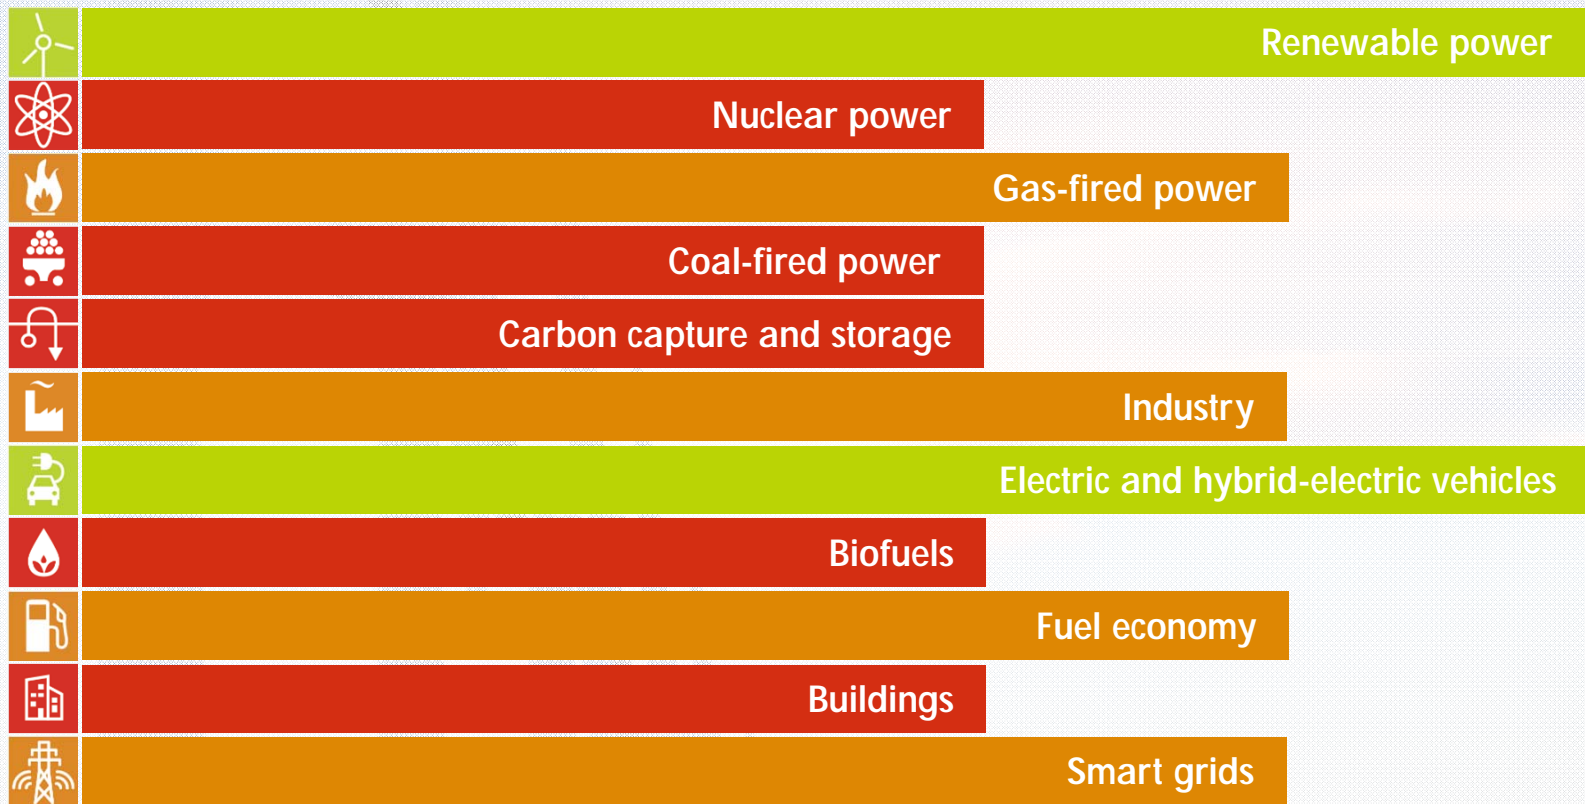 Renewable power
Nuclear power
Gas-fired power
Coal-fired power
Carbon capture and storage
Industry
Electric and hybrid-electric vehicles
Biofuels
Fuel economy
Buildings
Smart grids